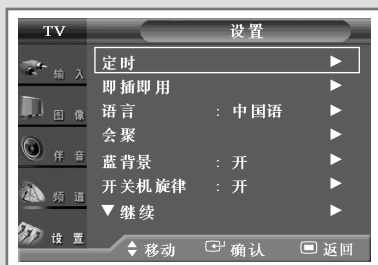 TV 设置
输入
图像
伴音
频道
设置
定时
即插即用
语言 : 中国语
会聚
蓝背景 : 开
开关机旋律 : 开
▼继续
移动 确认 返回